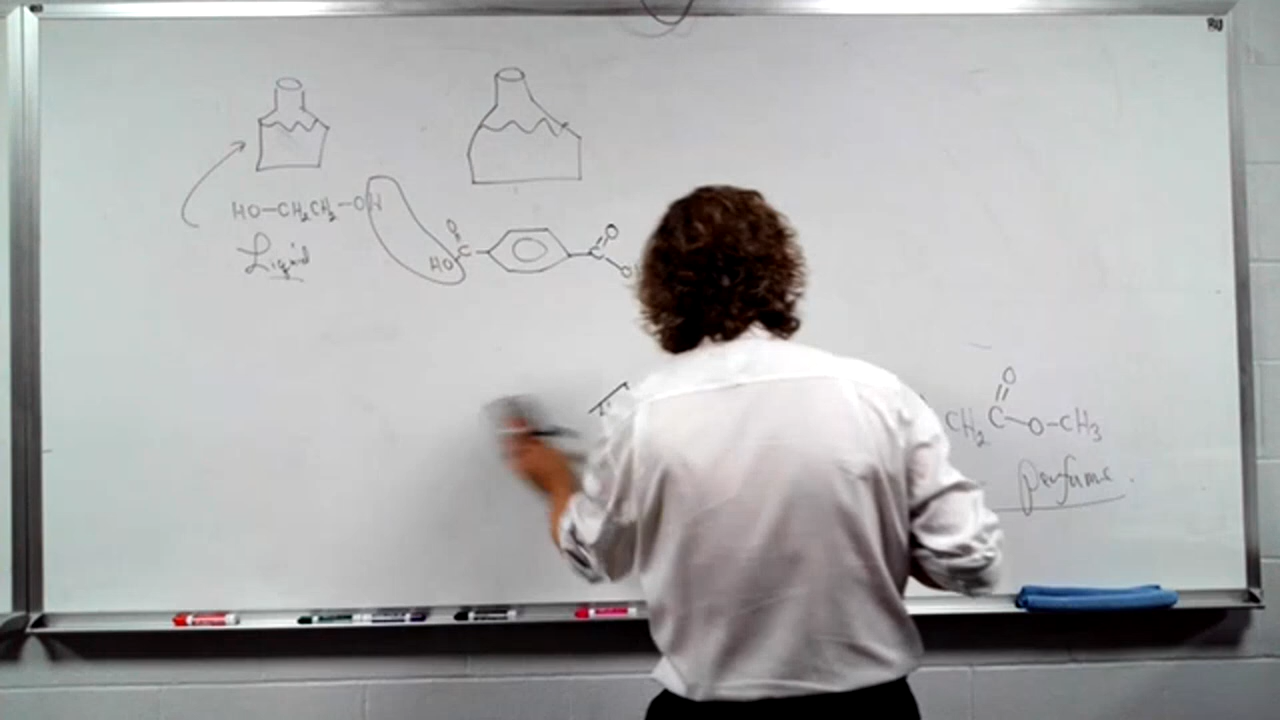 HO-CH₂CH₂-OH
Liquid
O
HO C
C O
O
O
CH₂ C O-CH₃
perfume.